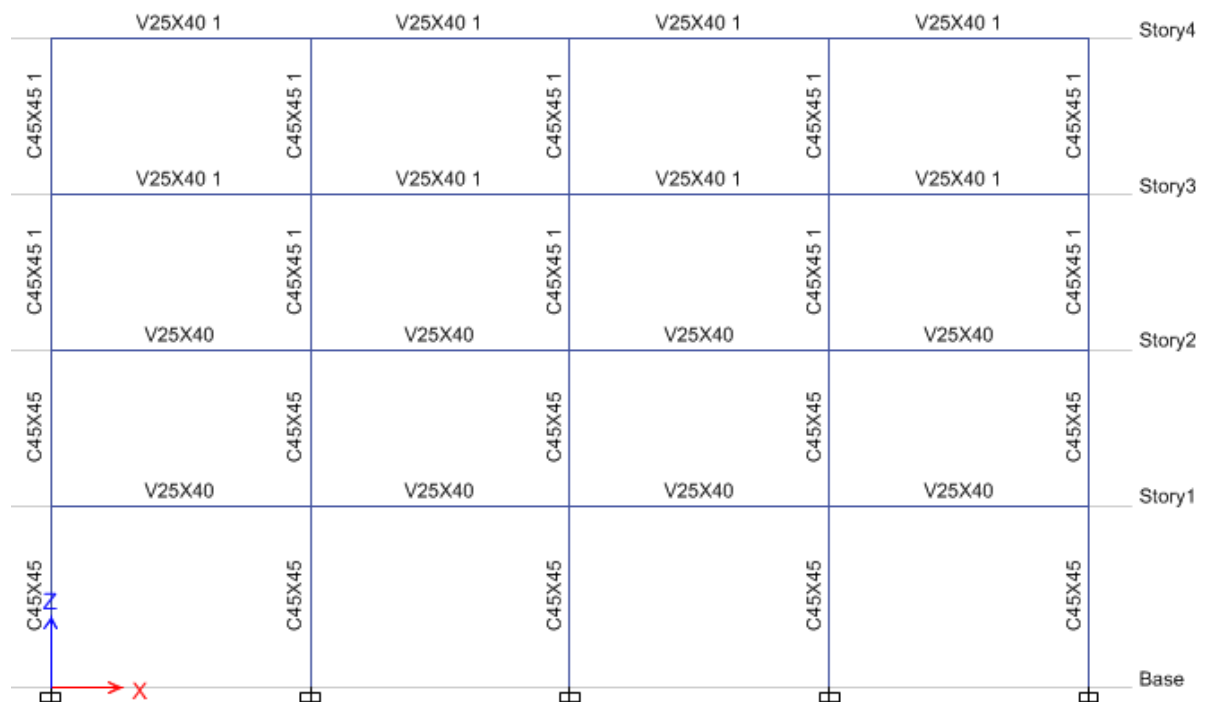 V25X40 1 V25X40 1 V25X40 1 V25X40 1 Story4
C45X45 1 C45X45 1 C45X45 1 C45X45 1 C45X45 1
V25X40 1 V25X40 1 V25X40 1 V25X40 1 Story3
C45X45 1 C45X45 1 C45X45 1 C45X45 1 C45X45 1
V25X40 V25X40 V25X40 V25X40 Story2
C45X45 C45X45 C45X45 C45X45 C45X45
V25X40 V25X40 V25X40 V25X40 Story1
C45X45 C45X45 C45X45 C45X45 C45X45
Z
X Base